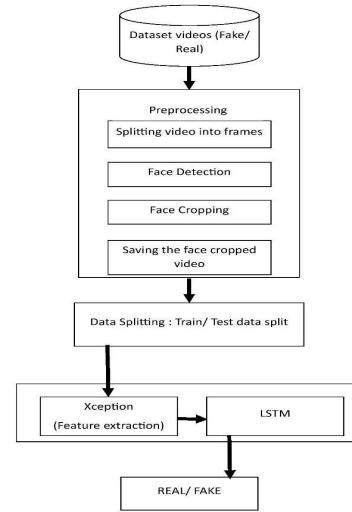 Dataset videos (Fake/
Real)
Preprocessing
Splitting video into frames
Face Detection
Face Cropping
Saving the face cropped
video
Data Splitting : Train/ Test data split
Xception
(Feature extraction)
LSTM
REAL/ FAKE